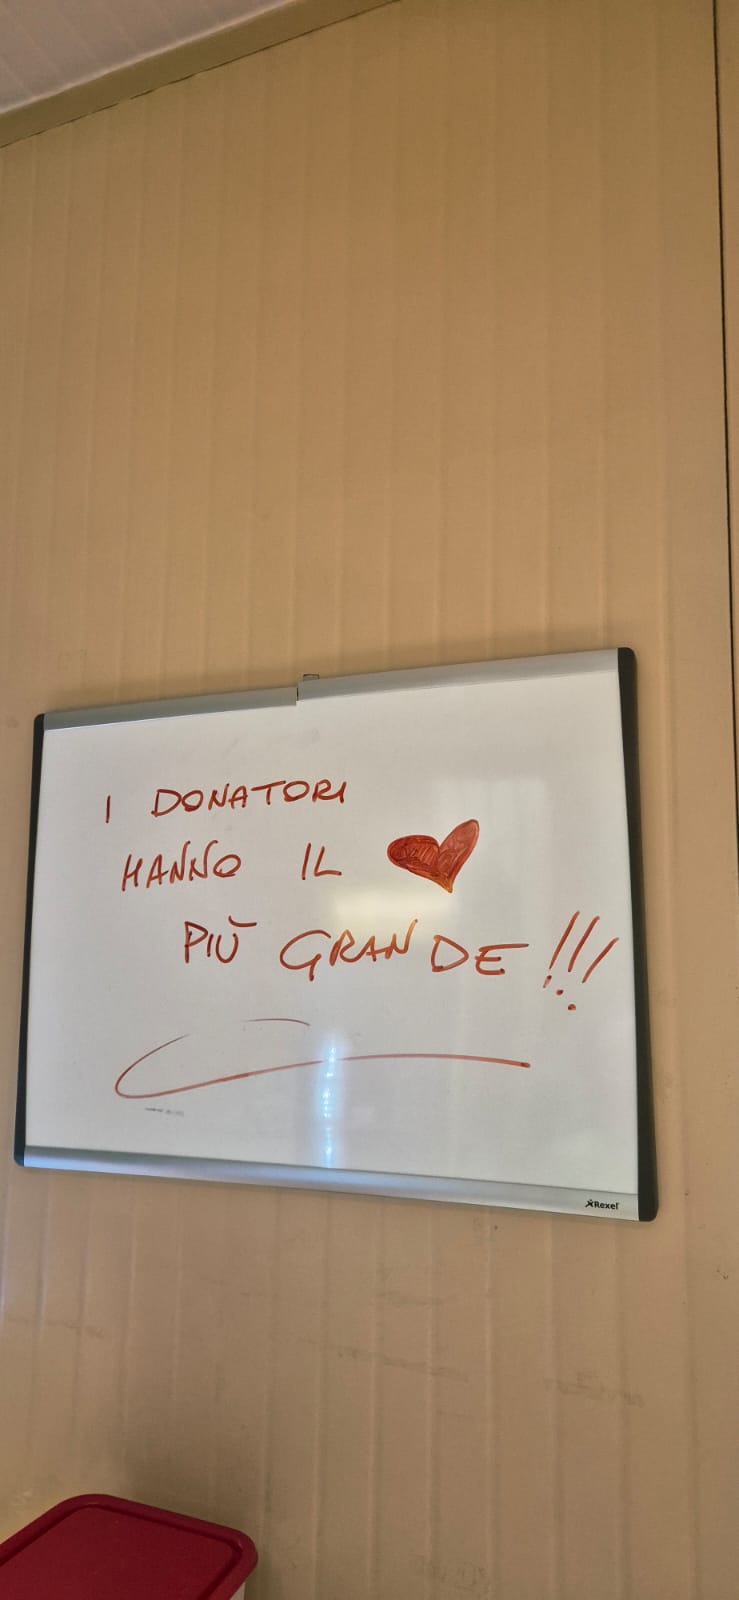 I DONATORI
HANNO IL ❤
PIÙ GRANDE!!!
Rexel